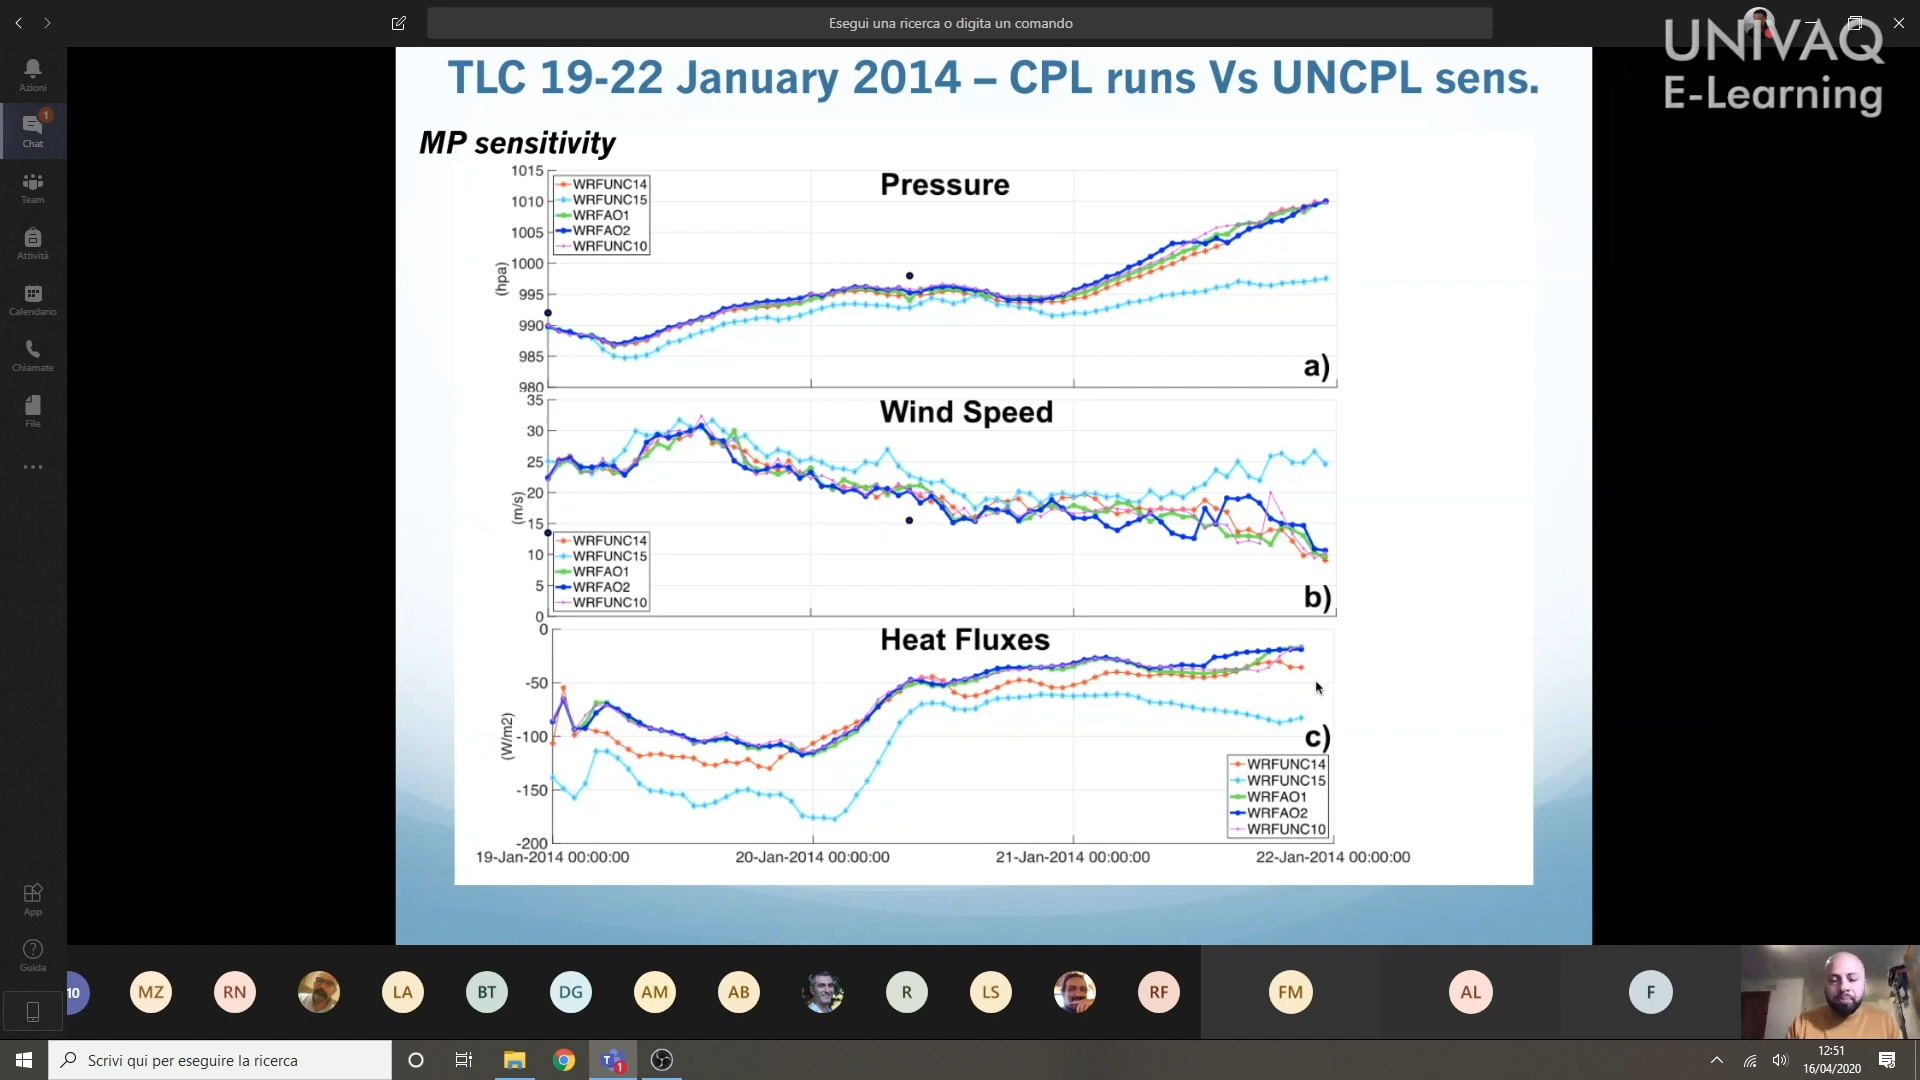 Esegui una ricerca o digita un comando
UNIVAQ
E-Learning
Azioni
1
Chat
Team
Attività
Calendario
Chiamate
File
App
Guida
TLC 19-22 January 2014 – CPL runs Vs UNCPL sens.
MP sensitivity
Pressure
1015
1010
1005
1000
995
990
985
980
(hpa)
WRFUNC14
WRFUNC15
WRFAO1
WRFAO2
WRFUNC10
a)
Wind Speed
35
30
25
20
15
10
5
0
(m/s)
WRFUNC14
WRFUNC15
WRFAO1
WRFAO2
WRFUNC10
b)
Heat Fluxes
0
-50
-100
-150
-200
(W/m2)
c)
WRFUNC14
WRFUNC15
WRFAO1
WRFAO2
WRFUNC10
19-Jan-2014 00:00:00 20-Jan-2014 00:00:00 21-Jan-2014 00:00:00 22-Jan-2014 00:00:00
10 MZ RN LA BT DG AM AB R LS RF FM AL F
Scrivi qui per eseguire la ricerca
1
12:51
16/04/2020